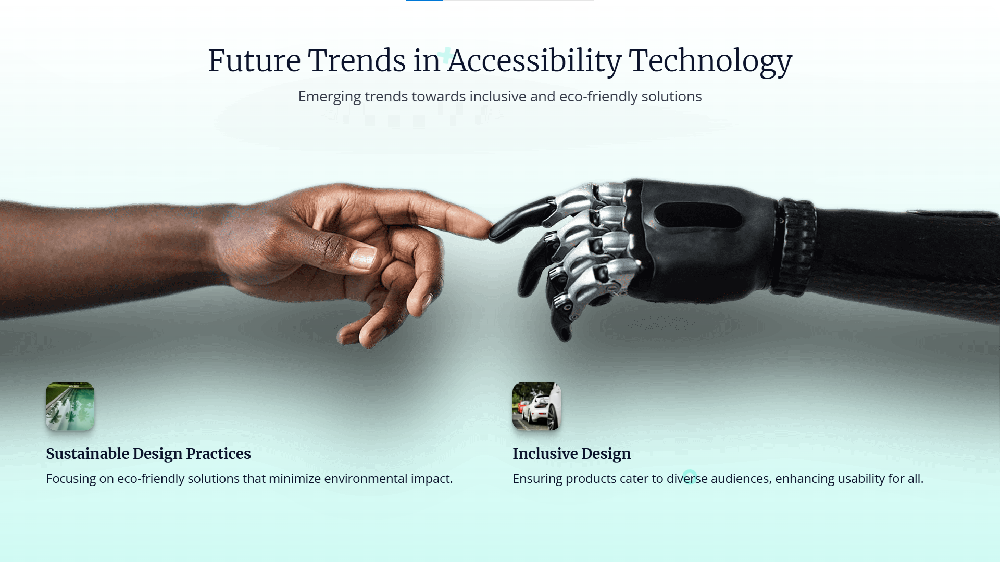 Future Trends in Accessibility Technology
Emerging trends towards inclusive and eco-friendly solutions
Sustainable Design Practices
Focusing on eco-friendly solutions that minimize environmental impact.
Inclusive Design
Ensuring products cater to diverse audiences, enhancing usability for all.